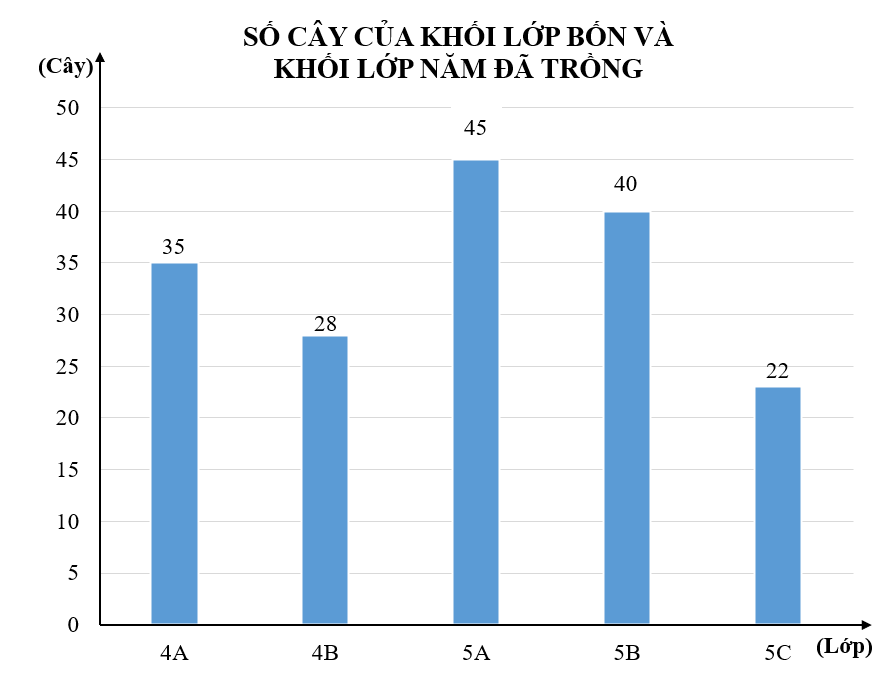 SỐ CÂY CỦA KHỐI LỚP BỐN VÀ
KHỐI LỚP NĂM ĐÃ TRỒNG
(Cây)
50
45
40
35
30
25
20
15
10
5
0
35
28
45
40
22
4A
4B
5A
5B
5C
(Lớp)